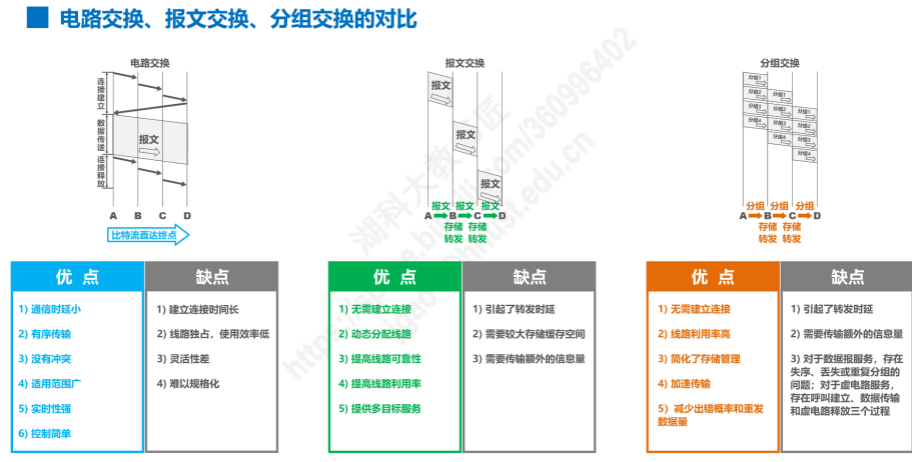 电路交换、报文交换、分组交换的对比
电路交换
连接建立
数据传送
连接释放
报文
A B C D
比特流直达终点
报文交换
报文
报文
报文
报文 报文 报文
A B C D
存储 存储
转发 转发
分组交换
分组1
分组2
分组3
分组4
分组1
分组2
分组3
分组4
分组1
分组2
分组3
分组4
分组 分组 分组
A B C D
存储 存储
转发 转发
优 点
1) 通信时延小
2) 有序传输
3) 没有冲突
4) 适用范围广
5) 实时性强
6) 控制简单
缺点
1) 建立连接时间长
2) 线路独占，使用效率低
3) 灵活性差
4) 难以规格化
优 点
1) 无需建立连接
2) 动态分配线路
3) 提高线路可靠性
4) 提高线路利用率
5) 提供多目标服务
缺点
1) 引起了转发时延
2) 需要较大存储缓存空间
3) 需要传输额外的信息量
优 点
1) 无需建立连接
2) 线路利用率高
3) 简化了存储管理
4) 加速传输
5) 减少出错概率和重发
数据量
缺点
1) 引起了转发时延
2) 需要传输额外的信息量
3) 对于数据报服务，存在
失序、丢失或重复分组的
问题；对于虚电路服务，
存在呼叫建立、数据传输
和虚电路释放三个过程